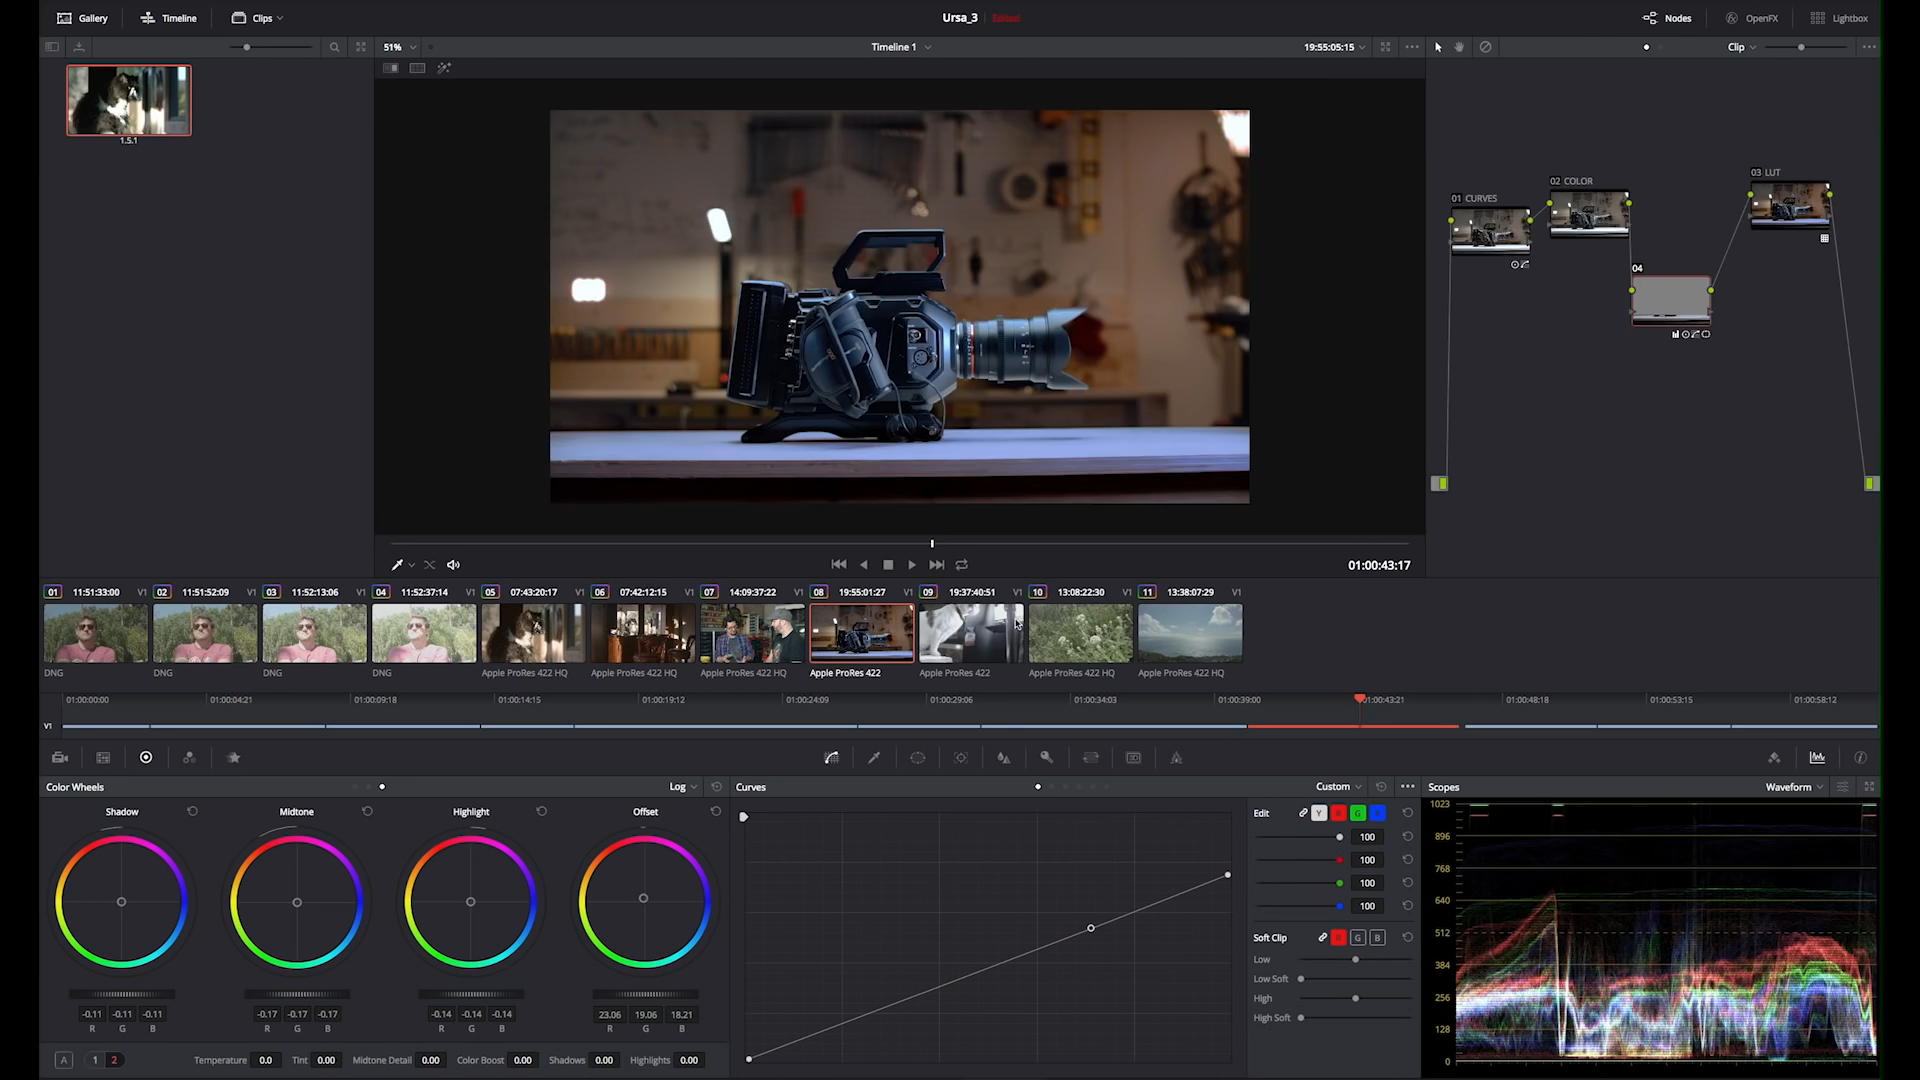 Gallery Timeline Clips Ursa_3 Edited Nodes OpenFX Lightbox
51% Timeline 1 19:55:05:15 Clip
1.5.1
01 CURVES
02 COLOR
03 LUT
04
01:00:43:17
01 11:51:33:00 V1 02 11:51:52:09 V1 03 11:52:13:06 V1 04 11:52:37:14 V1 05 07:43:20:17 V1 06 07:42:12:15 V1 07 14:09:37:22 V1 08 19:55:01:27 V1 09 19:37:40:51 V1 10 13:08:22:30 V1 11 13:38:07:29 V1
DNG DNG DNG DNG Apple ProRes 422 HQ Apple ProRes 422 HQ Apple ProRes 422 HQ Apple ProRes 422 Apple ProRes 422 Apple ProRes 422 HQ Apple ProRes 422 HQ
01:00:00:00 01:00:04:21 01:00:09:18 01:00:14:15 01:00:19:12 01:00:24:09 01:00:29:06 01:00:34:03 01:00:39:00 01:00:43:21 01:00:48:18 01:00:53:15 01:00:58:12
V1
Color Wheels Log Curves Custom Scopes Waveform
Shadow Midtone Highlight Offset
Edit Y R G B
100
100
100
100
Soft Clip R G B
Low
Low Soft
High
High Soft
1023
896
768
640
512
384
256
128
0
-0.11 -0.11 -0.11 -0.17 -0.17 -0.17 -0.14 -0.14 -0.14 23.06 19.06 18.21
R G B R G B R G B R G B
A 1 2 Temperature 0.0 Tint 0.00 Midtone Detail 0.00 Color Boost 0.00 Shadows 0.00 Highlights 0.00